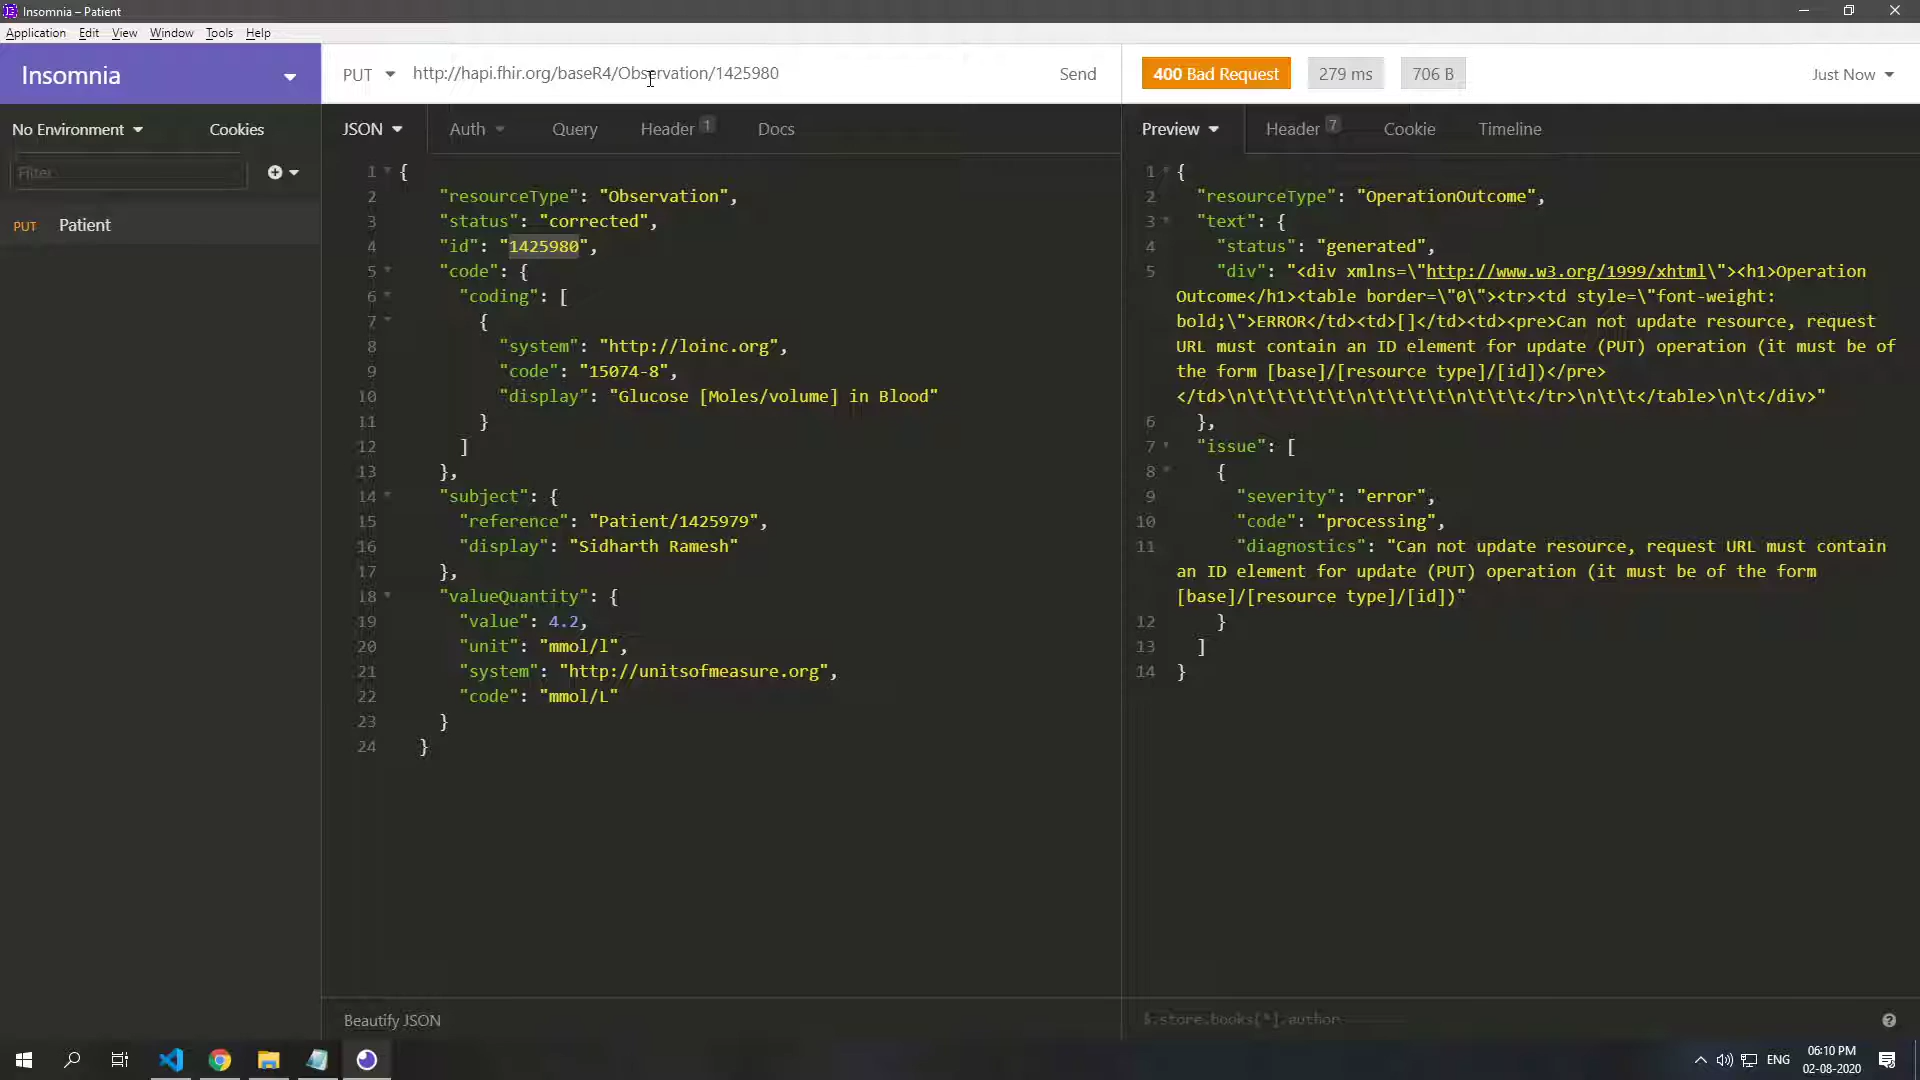 Insomnia – Patient
Application Edit View Window Tools Help
Insomnia
PUT http://hapi.fhir.org/baseR4/Observation/1425980 Send
400 Bad Request 279 ms 706 B Just Now
No Environment Cookies
JSON Auth Query Header 1 Docs
Preview Header 7 Cookie Timeline
Filter
PUT Patient
1 {
2 "resourceType": "Observation",
3 "status": "corrected",
4 "id": "1425980",
5 "code": {
6 "coding": [
7 {
8 "system": "http://loinc.org",
9 "code": "15074-8",
10 "display": "Glucose [Moles/volume] in Blood"
11 }
12 ]
13 },
14 "subject": {
15 "reference": "Patient/1425979",
16 "display": "Sidharth Ramesh"
17 },
18 "valueQuantity": {
19 "value": 4.2,
20 "unit": "mmol/l",
21 "system": "http://unitsofmeasure.org",
22 "code": "mmol/L"
23 }
24 }
1 {
2 "resourceType": "OperationOutcome",
3 "text": {
4 "status": "generated",
5 "div": "<div xmlns=\"http://www.w3.org/1999/xhtml\"><h1>Operation
Outcome</h1><table border=\"0\"><tr><td style=\"font-weight:
bold;\">ERROR</td><td>[]</td><td><pre>Can not update resource, request
URL must contain an ID element for update (PUT) operation (it must be of
the form [base]/[resource type]/[id])</pre>
</td>\n\t\t\t\t\t\n\t\t\t\t\n\t\t\t</tr>\n\t\t</table>\n\t</div>"
6 },
7 "issue": [
8 {
9 "severity": "error",
10 "code": "processing",
11 "diagnostics": "Can not update resource, request URL must contain
an ID element for update (PUT) operation (it must be of the form
[base]/[resource type]/[id])"
12 }
13 ]
14 }
Beautify JSON
$.store.books[*].author
ENG
06:10 PM
02-08-2020